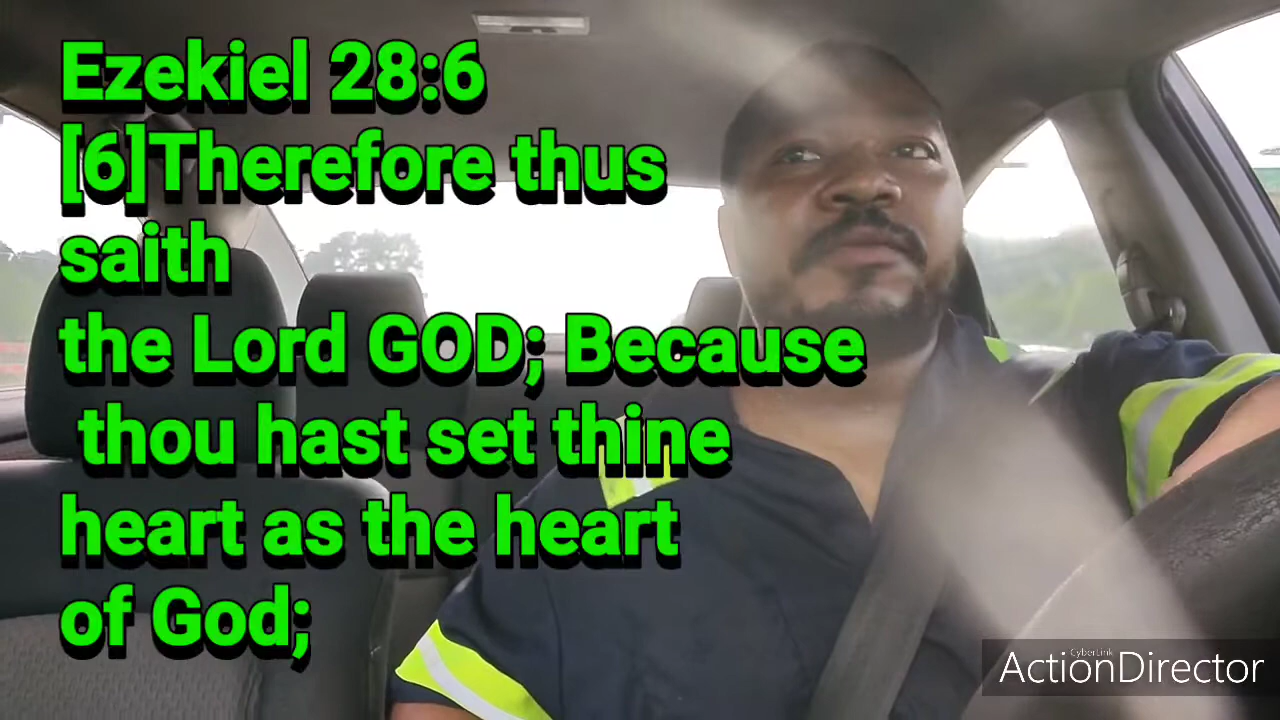 Ezekiel 28:6
[6]Therefore thus
saith
the Lord GOD; Because
thou hast set thine
heart as the heart
of God;
CyberLink
ActionDirector